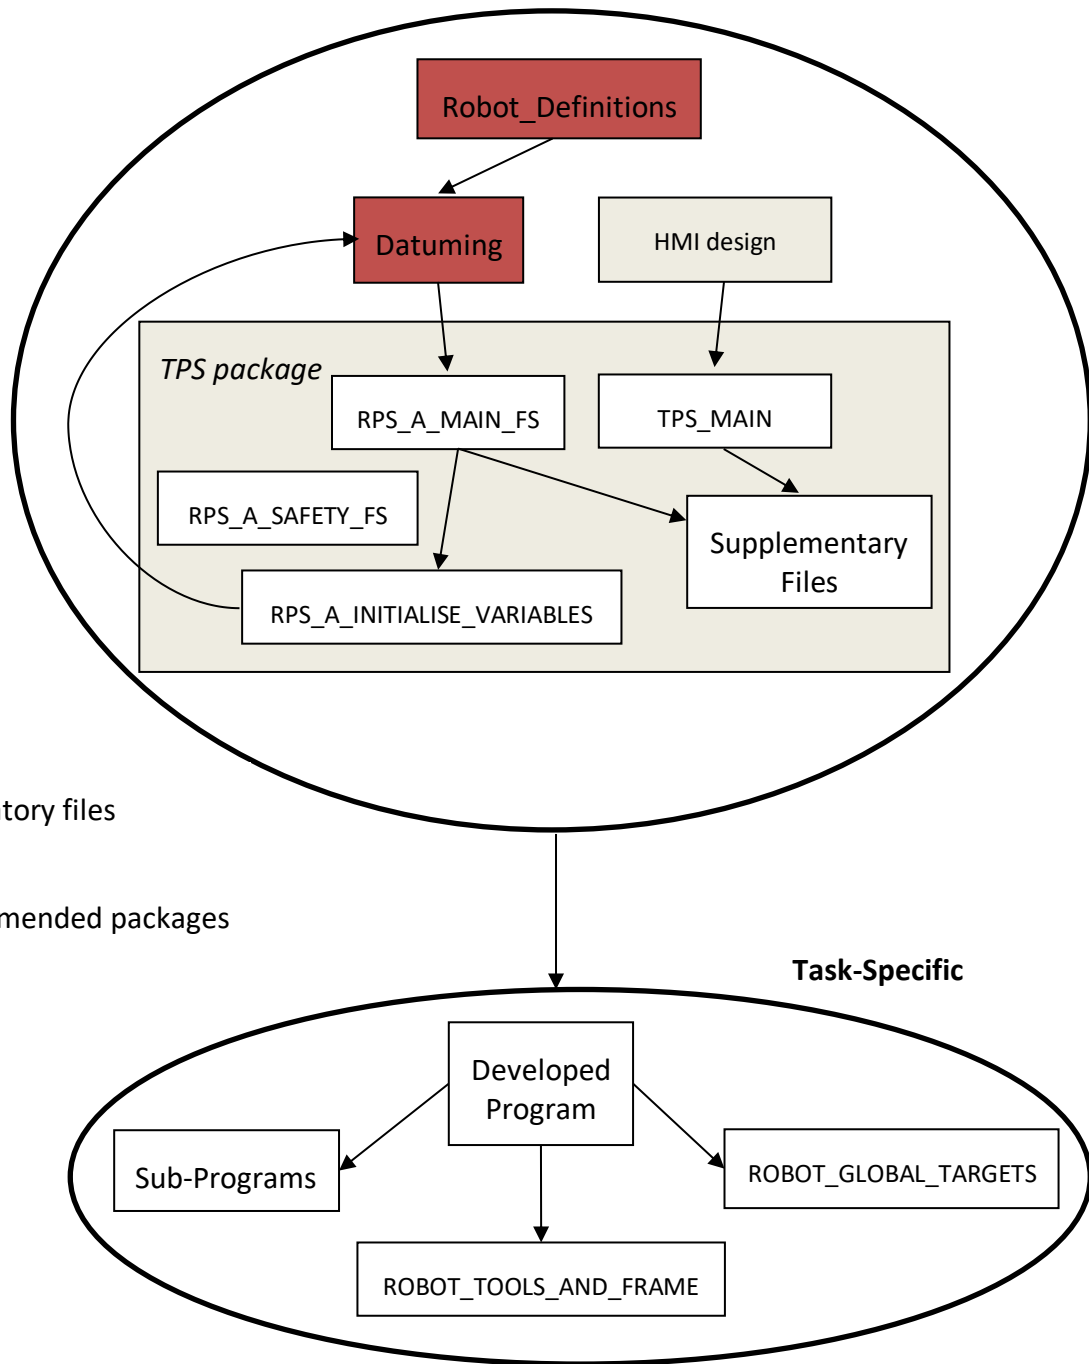 Robot_Definitions
Datuming
HMI design
TPS package
RPS_A_MAIN_FS
TPS_MAIN
RPS_A_SAFETY_FS
Supplementary
Files
RPS_A_INITIALISE_VARIABLES
tory files
mended packages
Task-Specific
Developed
Program
Sub-Programs
ROBOT_GLOBAL_TARGETS
ROBOT_TOOLS_AND_FRAME